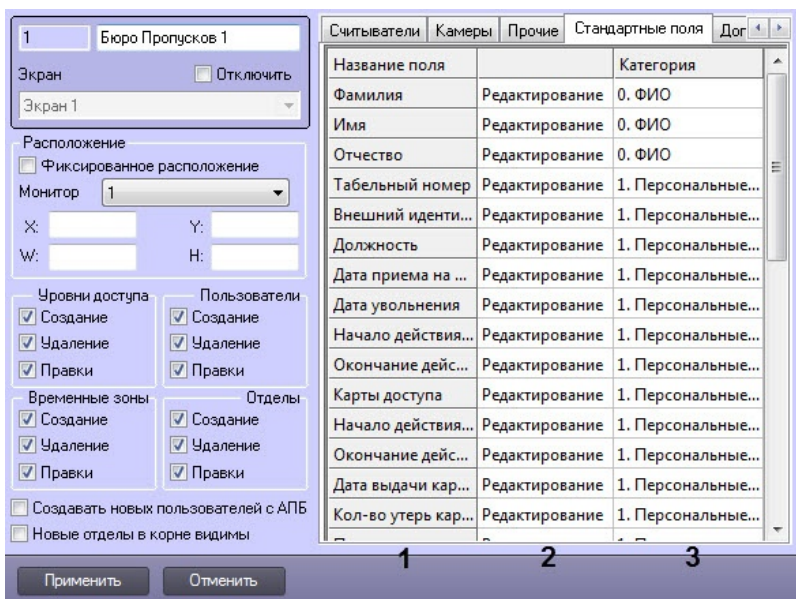 1 Бюро Пропусков 1
Экран Отключить
Экран 1
Расположение
Фиксированное расположение
Монитор 1
X: Y:
W: H:
Уровни доступа Пользователи
Создание Создание
Удаление Удаление
Правки Правки
Временные зоны Отделы
Создание Создание
Удаление Удаление
Правки Правки
Создавать новых пользователей с АПБ
Новые отделы в корне видимы
Считыватели Камеры Прочие Стандартные поля Доп
Название поля Категория
Фамилия Редактирование 0. ФИО
Имя Редактирование 0. ФИО
Отчество Редактирование 0. ФИО
Табельный номер Редактирование 1. Персональные...
Внешний иденти... Редактирование 1. Персональные...
Должность Редактирование 1. Персональные...
Дата приема на ... Редактирование 1. Персональные...
Дата увольнения Редактирование 1. Персональные...
Начало действия... Редактирование 1. Персональные...
Окончание дейс... Редактирование 1. Персональные...
Карты доступа Редактирование 1. Персональные...
Начало действия... Редактирование 1. Персональные...
Окончание дейс... Редактирование 1. Персональные...
Дата выдачи кар... Редактирование 1. Персональные...
Кол-во утерь кар... Редактирование 1. Персональные...
1 2 3
Применить Отменить